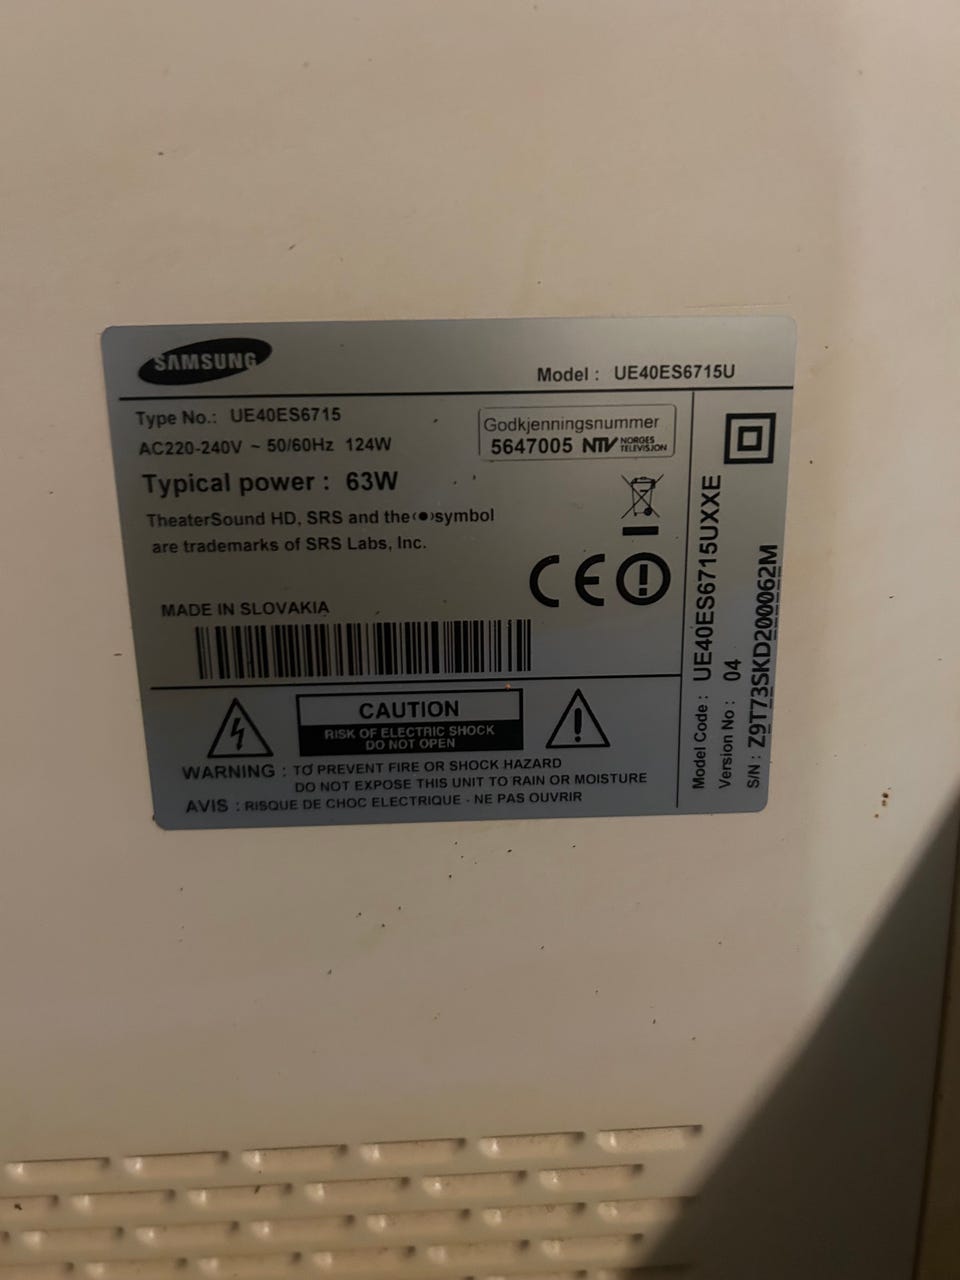 SAMSUNG
Model : UE40ES6715U
Type No.: UE40ES6715
AC220-240V ~ 50/60Hz 124W
Typical power : 63W
TheaterSound HD, SRS and the (●) symbol
are trademarks of SRS Labs, Inc.
Godkjenningsnummer
5647005 NTV NORGES TELEVISJON
CE
MADE IN SLOVAKIA
CAUTION
RISK OF ELECTRIC SHOCK
DO NOT OPEN
WARNING : TO PREVENT FIRE OR SHOCK HAZARD
DO NOT EXPOSE THIS UNIT TO RAIN OR MOISTURE
AVIS : RISQUE DE CHOC ELECTRIQUE - NE PAS OUVRIR
Model Code : UE40ES6715UXXE
Version No : 04
S/N : Z9T73SKD200062M